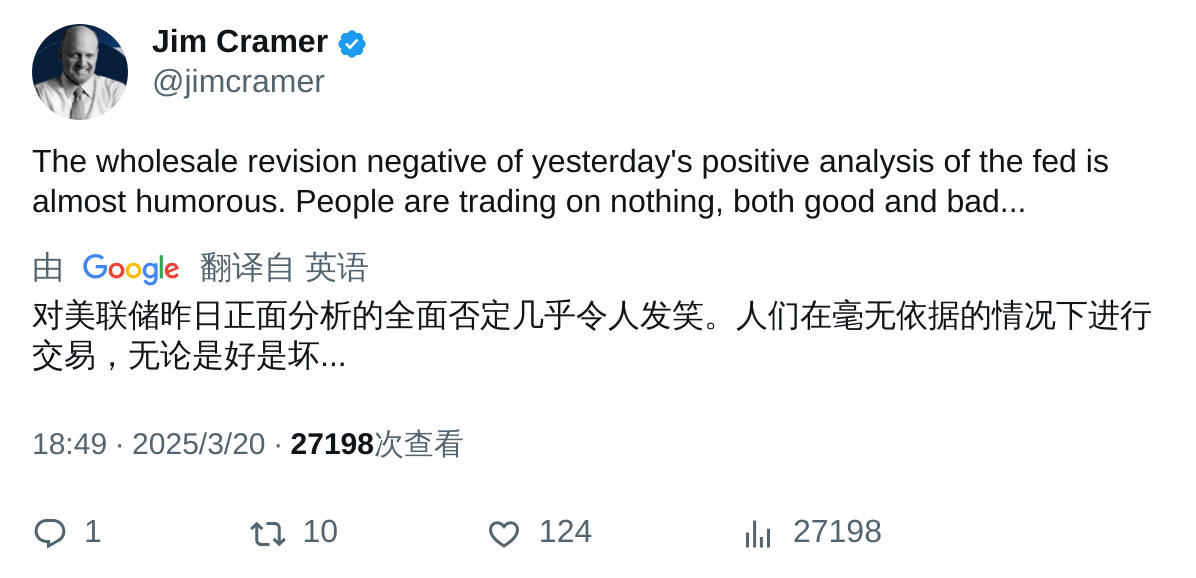 Jim Cramer
@jimcramer
The wholesale revision negative of yesterday's positive analysis of the fed is
almost humorous. People are trading on nothing, both good and bad...
由 Google 翻译自 英语
对美联储昨日正面分析的全面否定几乎令人发笑。人们在毫无依据的情况下进行
交易，无论是好是坏...
18:49 · 2025/3/20 · 27198次查看
1 10 124 27198